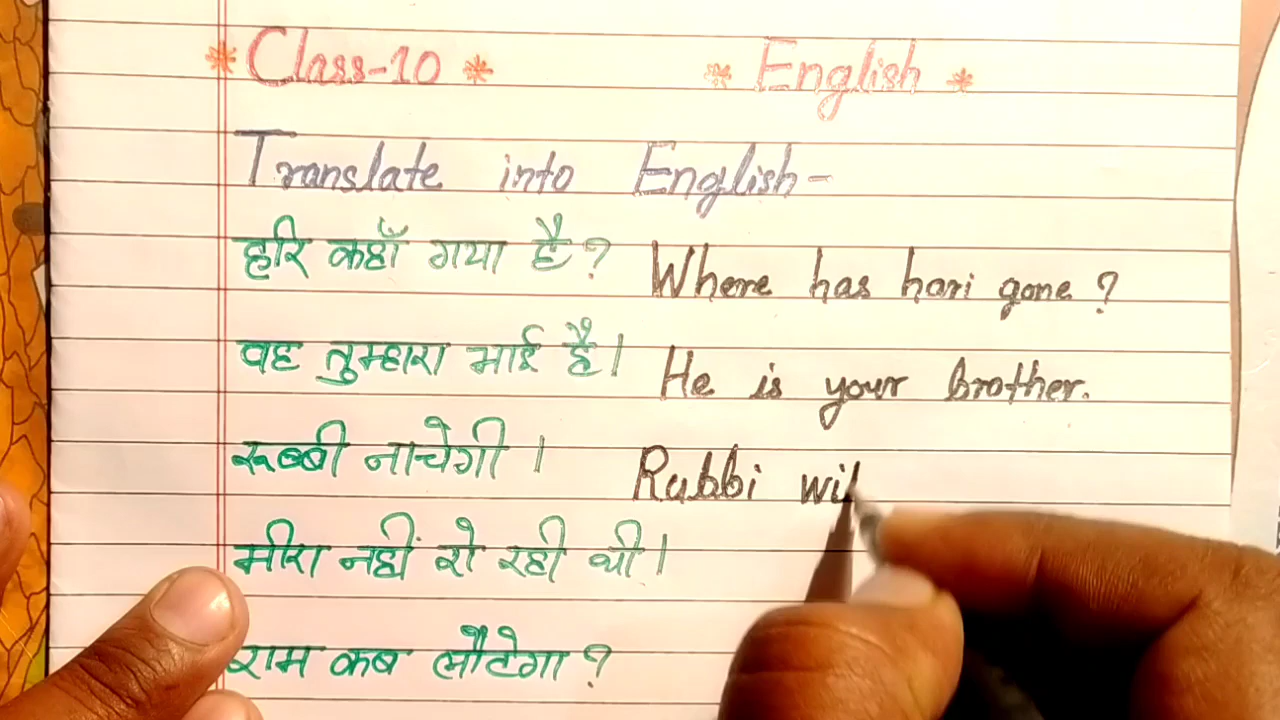 * Class-10 * * English *
Translate into English-
हरि कहाँ गया है? Where has hari gone ?
वह तुम्हारा भाई है। He is your brother.
रूब्बी नाचेगी । Rubbi wil
मीरा नहीं रो रही थी।
राम कब लौटेगा ?